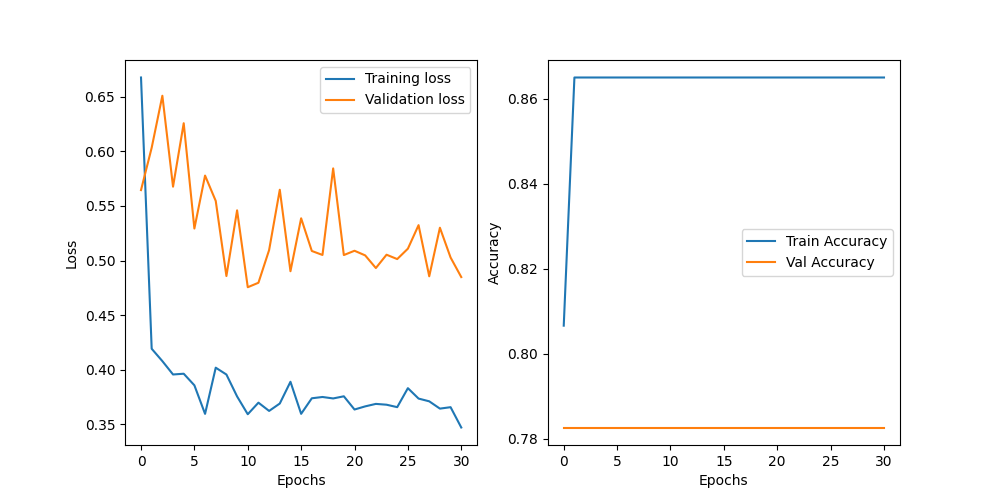 0.65
0.60
0.55
0.50
0.45
0.40
0.35
Loss
0 5 10 15 20 25 30
Epochs
Training loss
Validation loss
0.86
0.84
0.82
0.80
0.78
Accuracy
0 5 10 15 20 25 30
Epochs
Train Accuracy
Val Accuracy